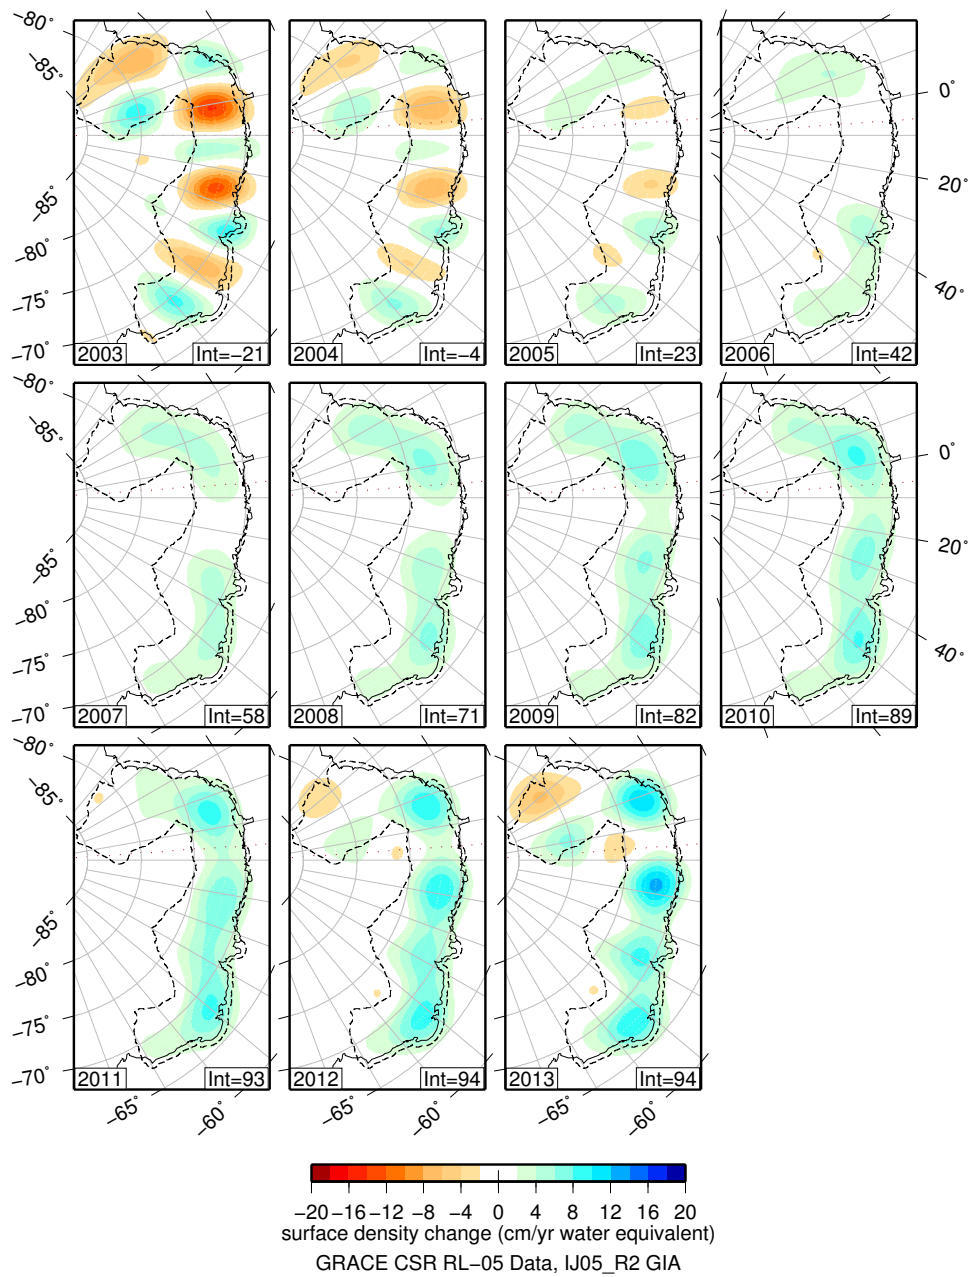 −80°
−85°
2003 Int=−21
2004 Int=−4
2005 Int=23
2006 Int=42
0°
20°
40°
−85°
−80°
−75°
−70°
−80°
−85°
2007 Int=58
2008 Int=71
2009 Int=82
2010 Int=89
0°
20°
40°
−85°
−80°
−75°
−70°
−80°
−85°
2011 Int=93
2012 Int=94
2013 Int=94
−85°
−80°
−75°
−70°
−65° −60° −65° −60° −65° −60°
−20 −16 −12 −8 −4 0 4 8 12 16 20
surface density change (cm/yr water equivalent)
GRACE CSR RL−05 Data, IJ05_R2 GIA